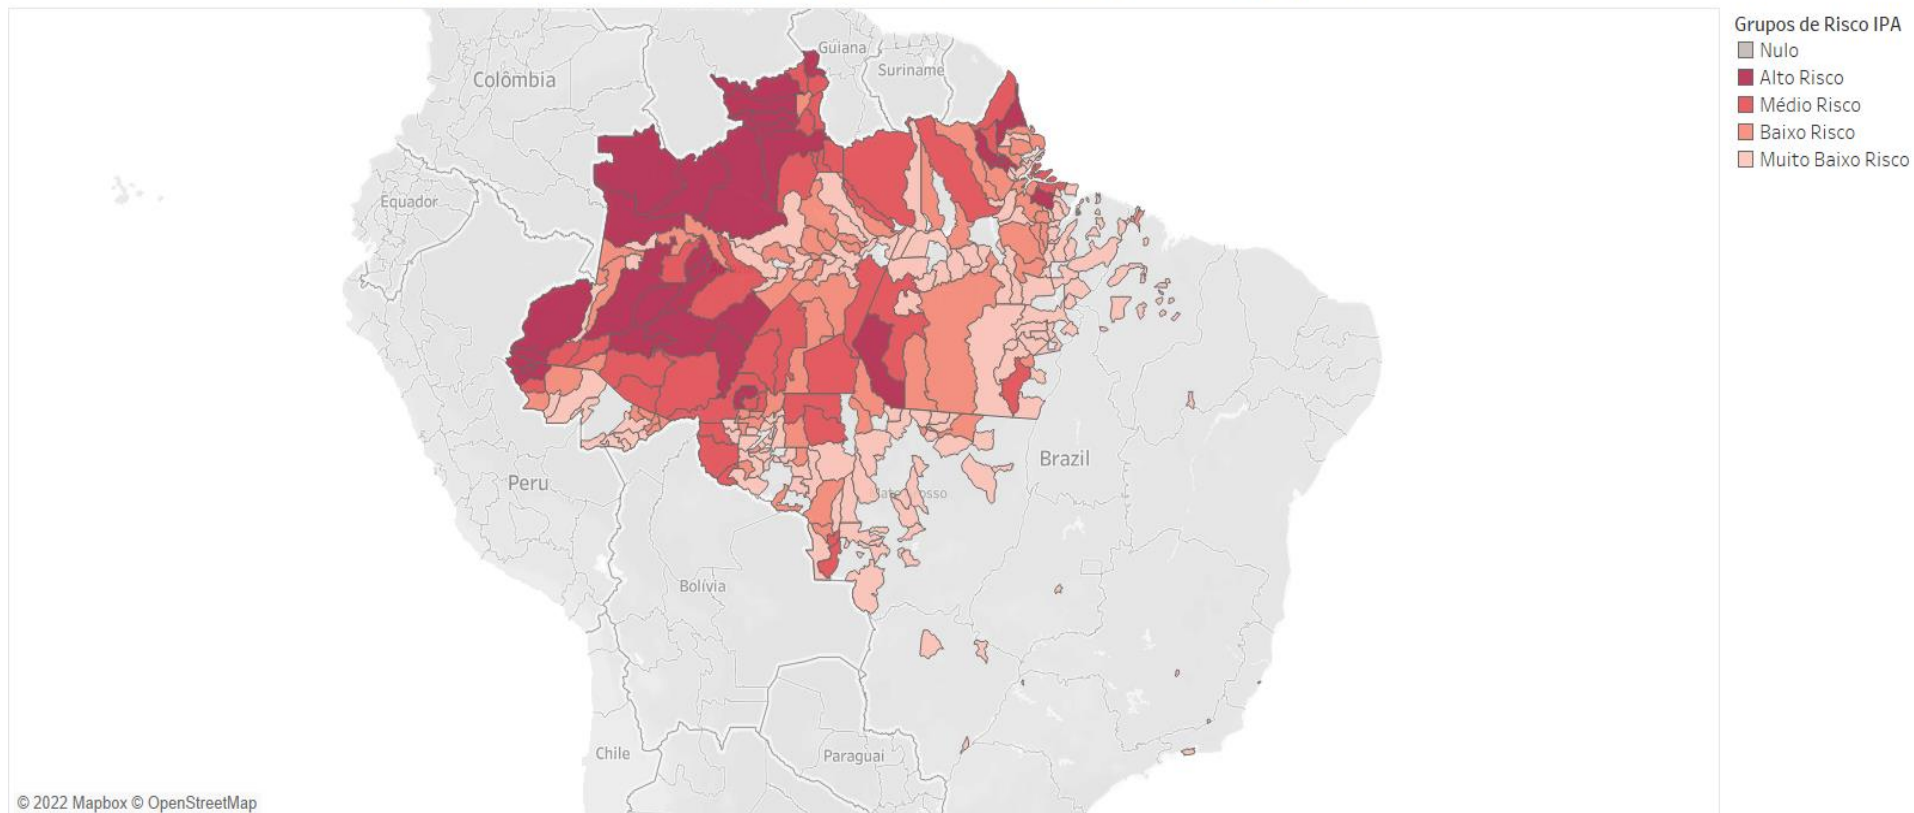 Grupos de Risco IPA
Nulo
Alto Risco
Médio Risco
Baixo Risco
Muito Baixo Risco
Guiana
Suriname
Colômbia
Equador
Brazil
Peru
Bolívia
Chile
Paraguai
© 2022 Mapbox © OpenStreetMap